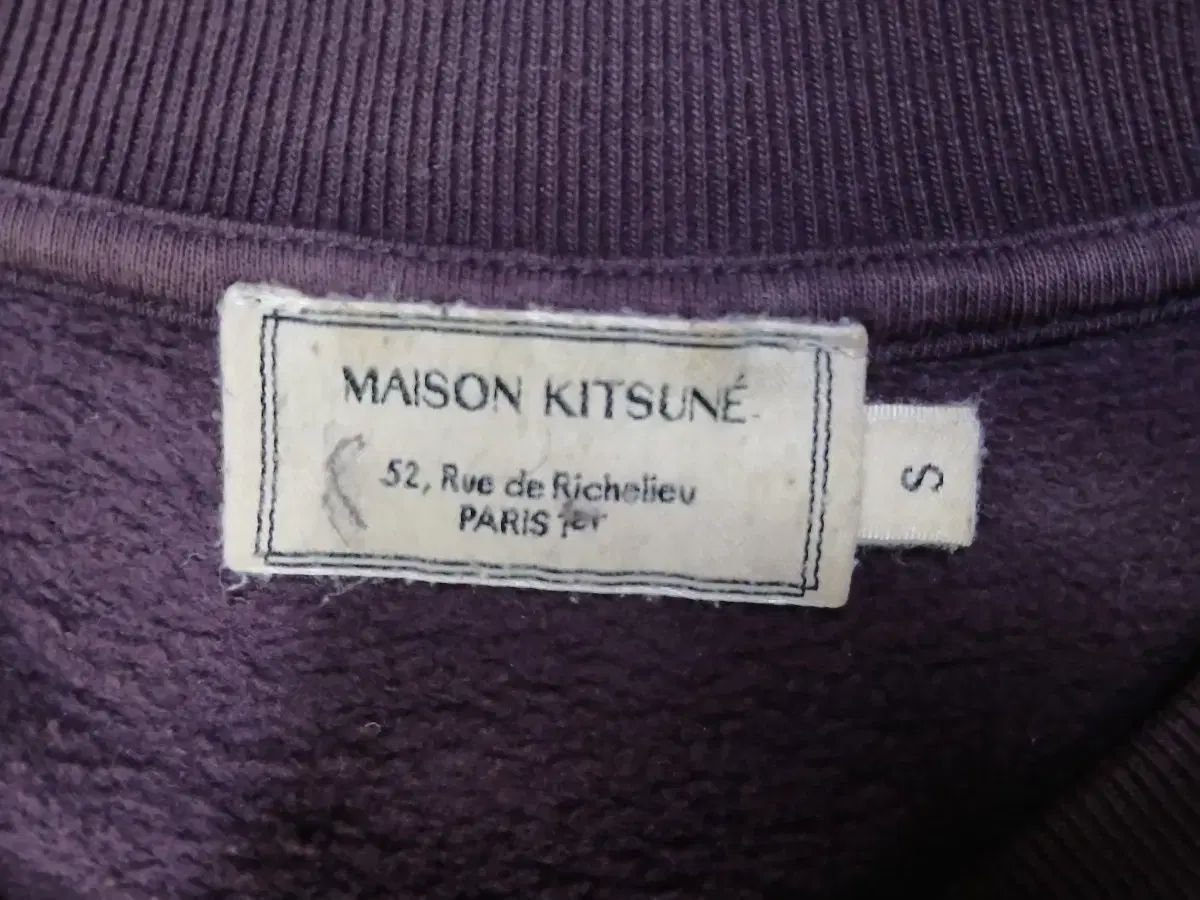 MAISON KITSUNÉ
52, Rue de Richelieu
PARIS 1er
S